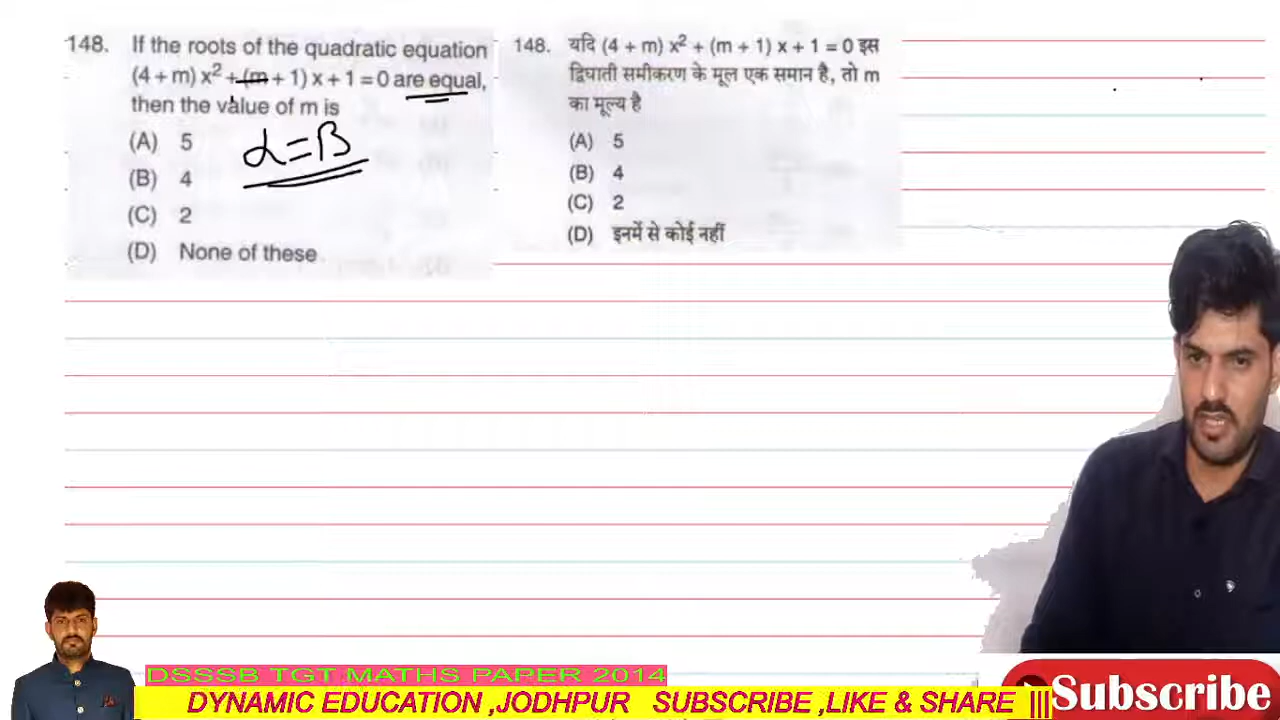 148. If the roots of the quadratic equation
(4 + m) x² + (m + 1) x + 1 = 0 are equal,
then the value of m is
(A) 5
(B) 4
(C) 2
(D) None of these
α = β
148. यदि (4 + m) x² + (m + 1) x + 1 = 0 इस
द्विघाती समीकरण के मूल एक समान है, तो m
का मूल्य है
(A) 5
(B) 4
(C) 2
(D) इनमें से कोई नहीं
DSSSB TGT MATHS PAPER 2014
DYNAMIC EDUCATION ,JODHPUR SUBSCRIBE ,LIKE & SHARE |||
Subscribe